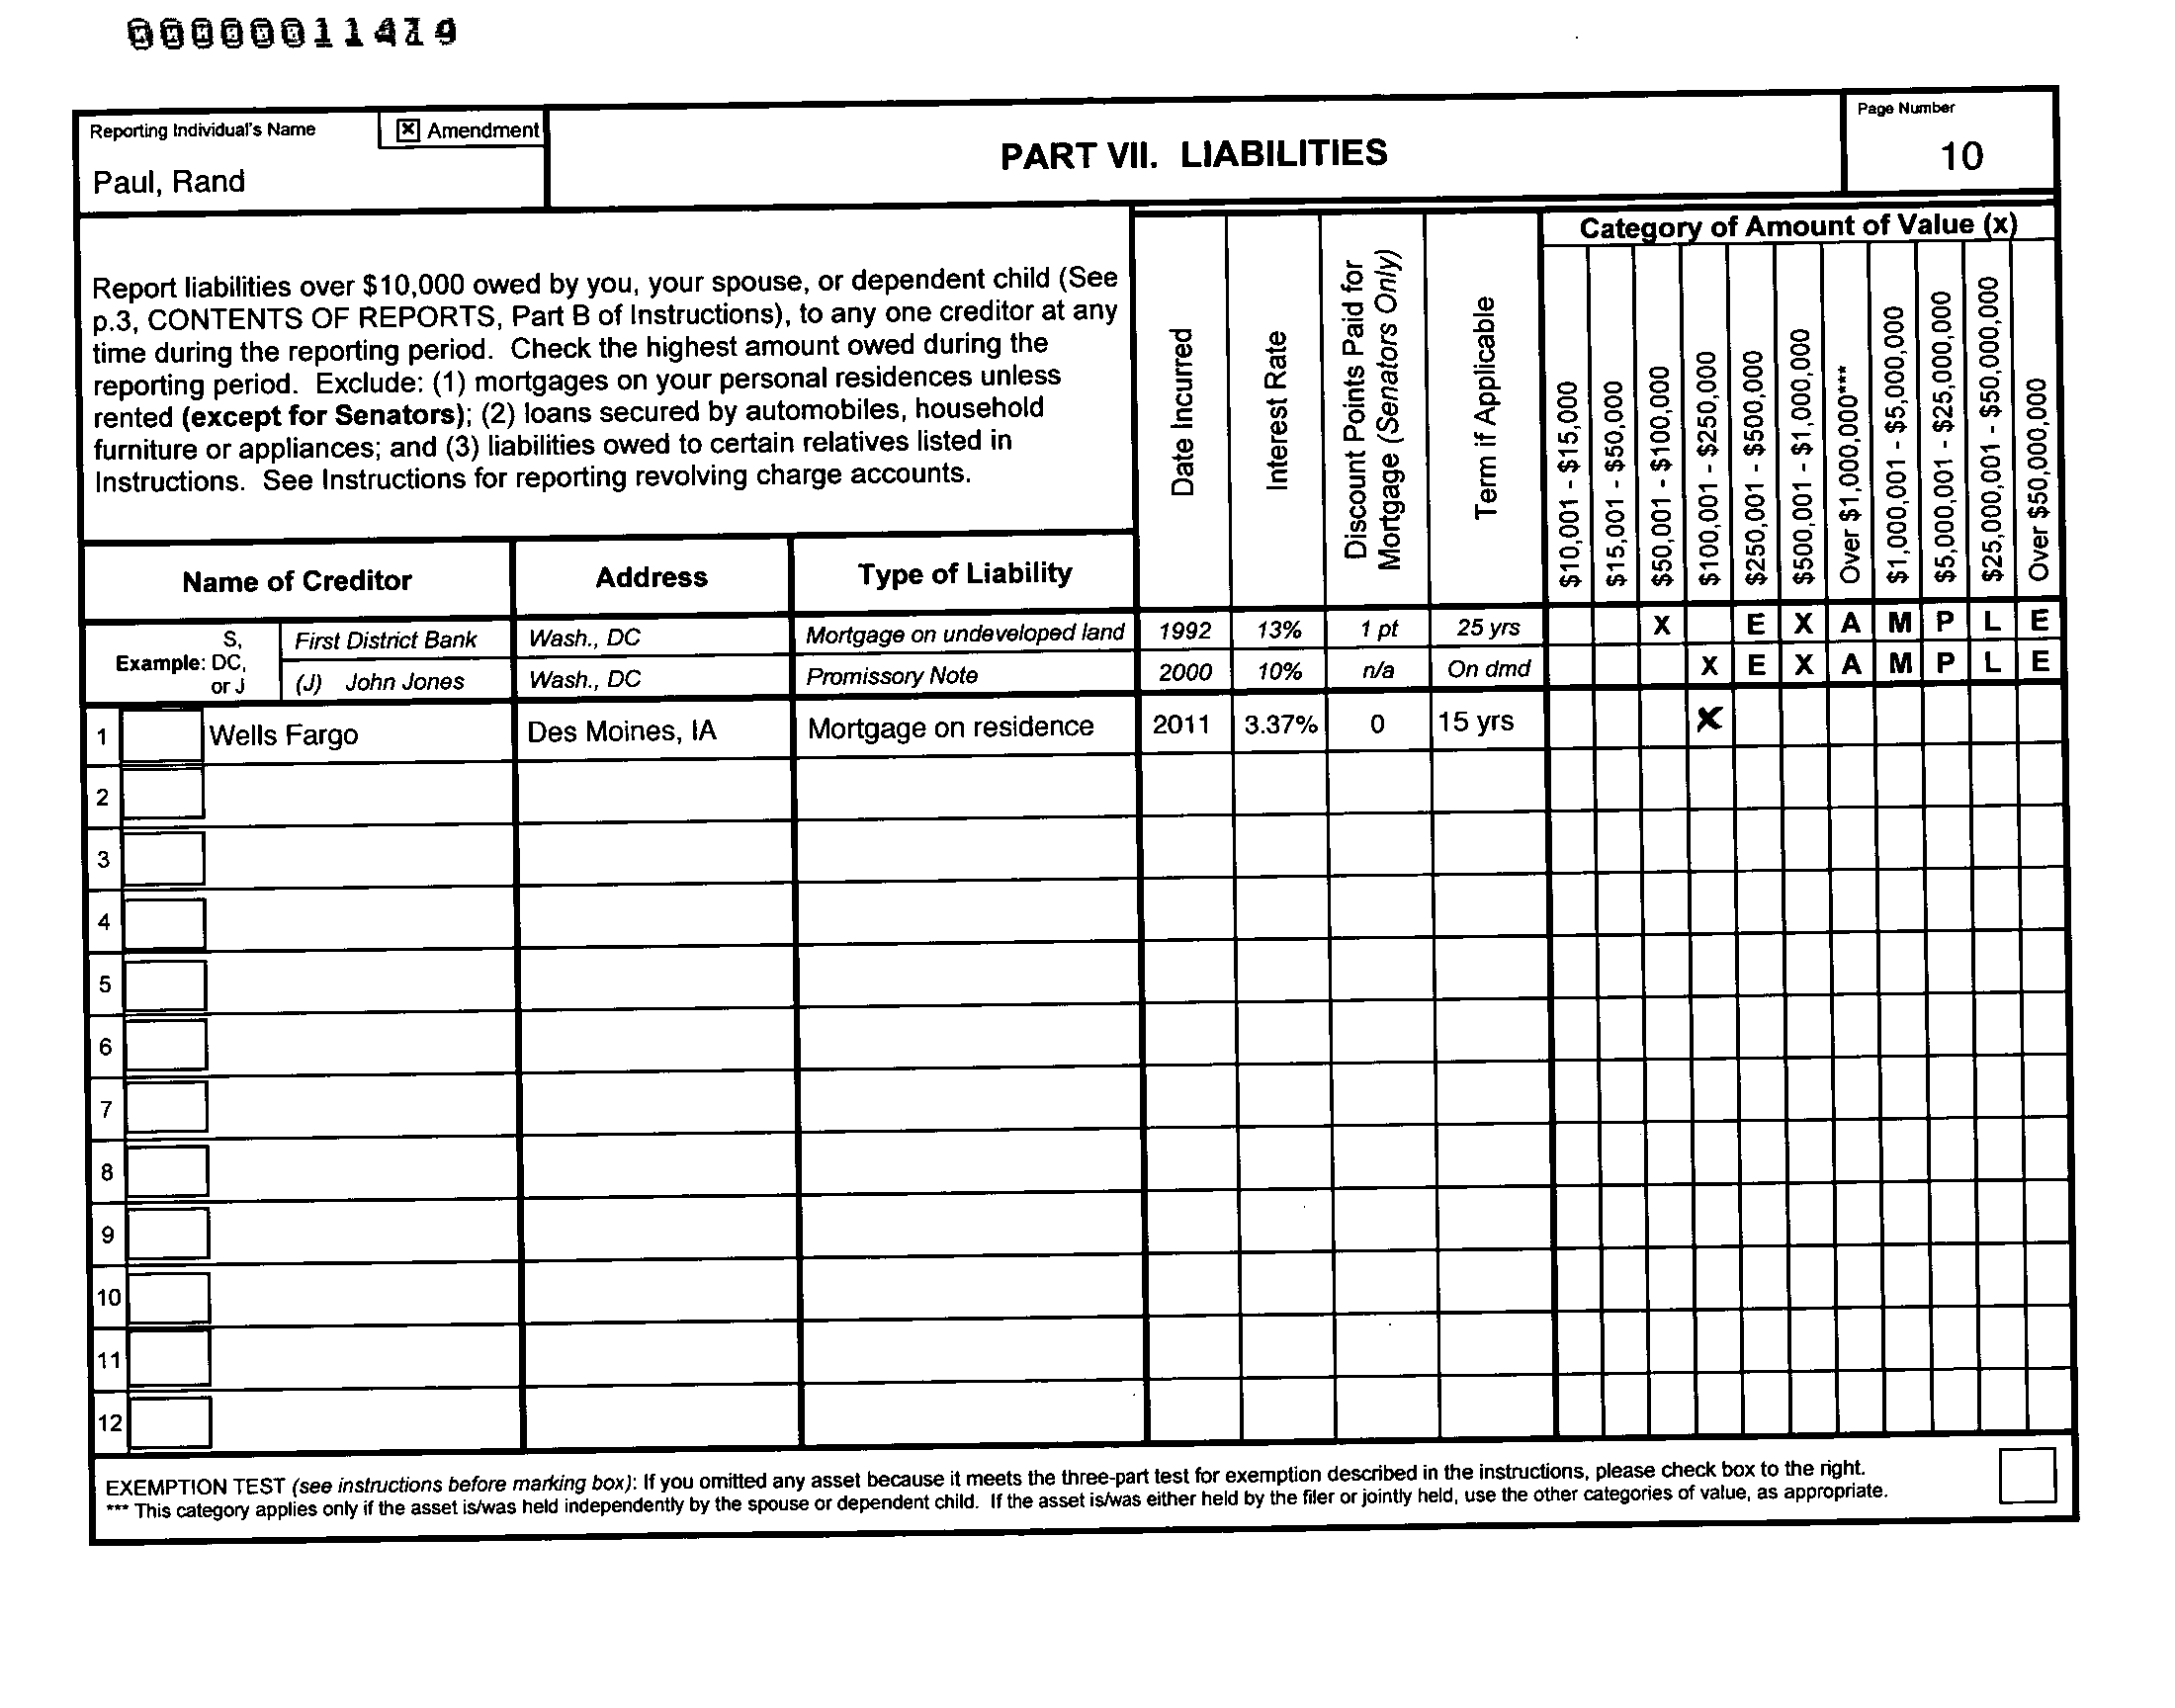 Reporting Individual's Name
☒ Amendment
Paul, Rand
PART VII. LIABILITIES
Page Number
10
Report liabilities over $10,000 owed by you, your spouse, or dependent child (See
p.3, CONTENTS OF REPORTS, Part B of Instructions), to any one creditor at any
time during the reporting period. Check the highest amount owed during the
reporting period. Exclude: (1) mortgages on your personal residences unless
rented (except for Senators); (2) loans secured by automobiles, household
furniture or appliances; and (3) liabilities owed to certain relatives listed in
Instructions. See Instructions for reporting revolving charge accounts.
Date Incurred
Interest Rate
Discount Points Paid for
Mortgage (Senators Only)
Term if Applicable
Category of Amount of Value (x)
$10,001 - $15,000
$15,001 - $50,000
$50,001 - $100,000
$100,001 - $250,000
$250,001 - $500,000
$500,001 - $1,000,000
Over $1,000,000***
$1,000,001 - $5,000,000
$5,000,001 - $25,000,000
$25,000,001 - $50,000,000
Over $50,000,000
Name of Creditor Address Type of Liability
Example: S,
DC,
or J
First District Bank Wash., DC Mortgage on undeveloped land 1992 13% 1 pt 25 yrs X E X A M P L E
(J) John Jones Wash., DC Promissory Note 2000 10% n/a On dmd X E X A M P L E
1 Wells Fargo Des Moines, IA Mortgage on residence 2011 3.37% 0 15 yrs X
2
3
4
5
6
7
8
9
10
11
12
EXEMPTION TEST (see instructions before marking box): If you omitted any asset because it meets the three-part test for exemption described in the instructions, please check box to the right.
*** This category applies only if the asset is/was held independently by the spouse or dependent child. If the asset is/was either held by the filer or jointly held, use the other categories of value, as appropriate.